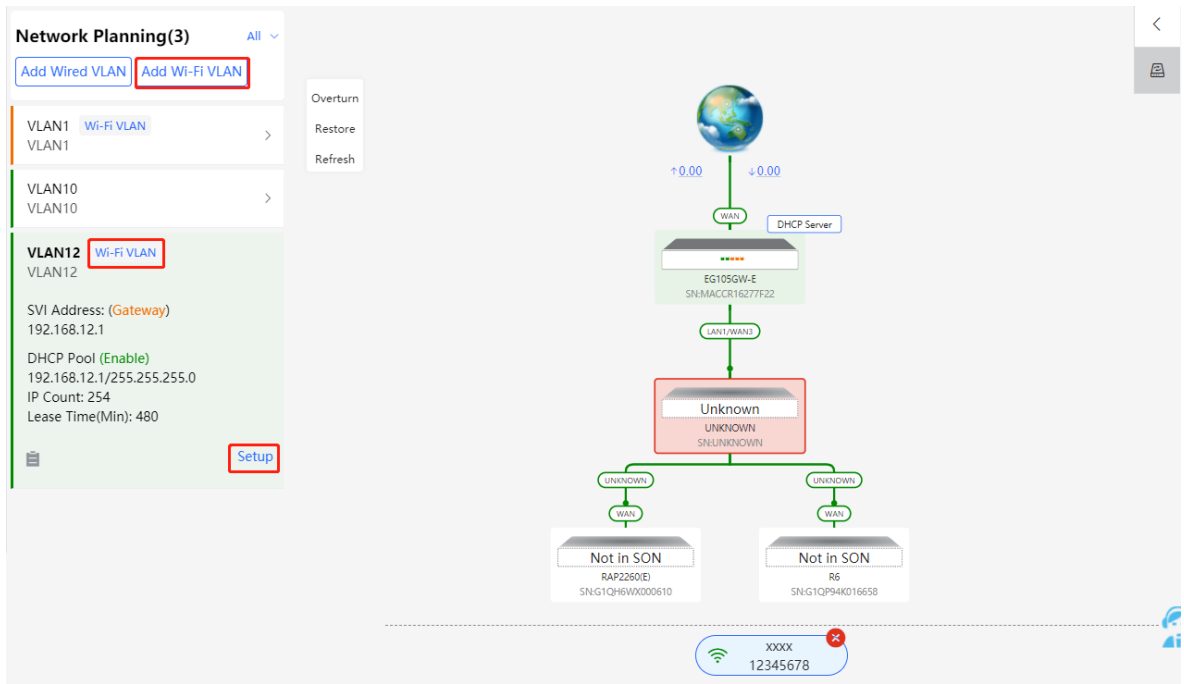 Network Planning(3)
All
Add Wired VLAN
Add Wi-Fi VLAN
VLAN1 Wi-Fi VLAN
VLAN1
VLAN10
VLAN10
VLAN12 Wi-Fi VLAN
VLAN12
SVI Address: (Gateway)
192.168.12.1
DHCP Pool (Enable)
192.168.12.1/255.255.255.0
IP Count: 254
Lease Time(Min): 480
Setup
Overturn
Restore
Refresh
↑0.00 ↓0.00
WAN
DHCP Server
EG105GW-E
SN:MACCR16277F22
LAN1/WAN3
Unknown
UNKNOWN
SN:UNKNOWN
UNKNOWN UNKNOWN
WAN WAN
Not in SON
RAP2260(E)
SN:G1QH6WX000610
Not in SON
R6
SN:G1QP94K016658
xxxx
12345678